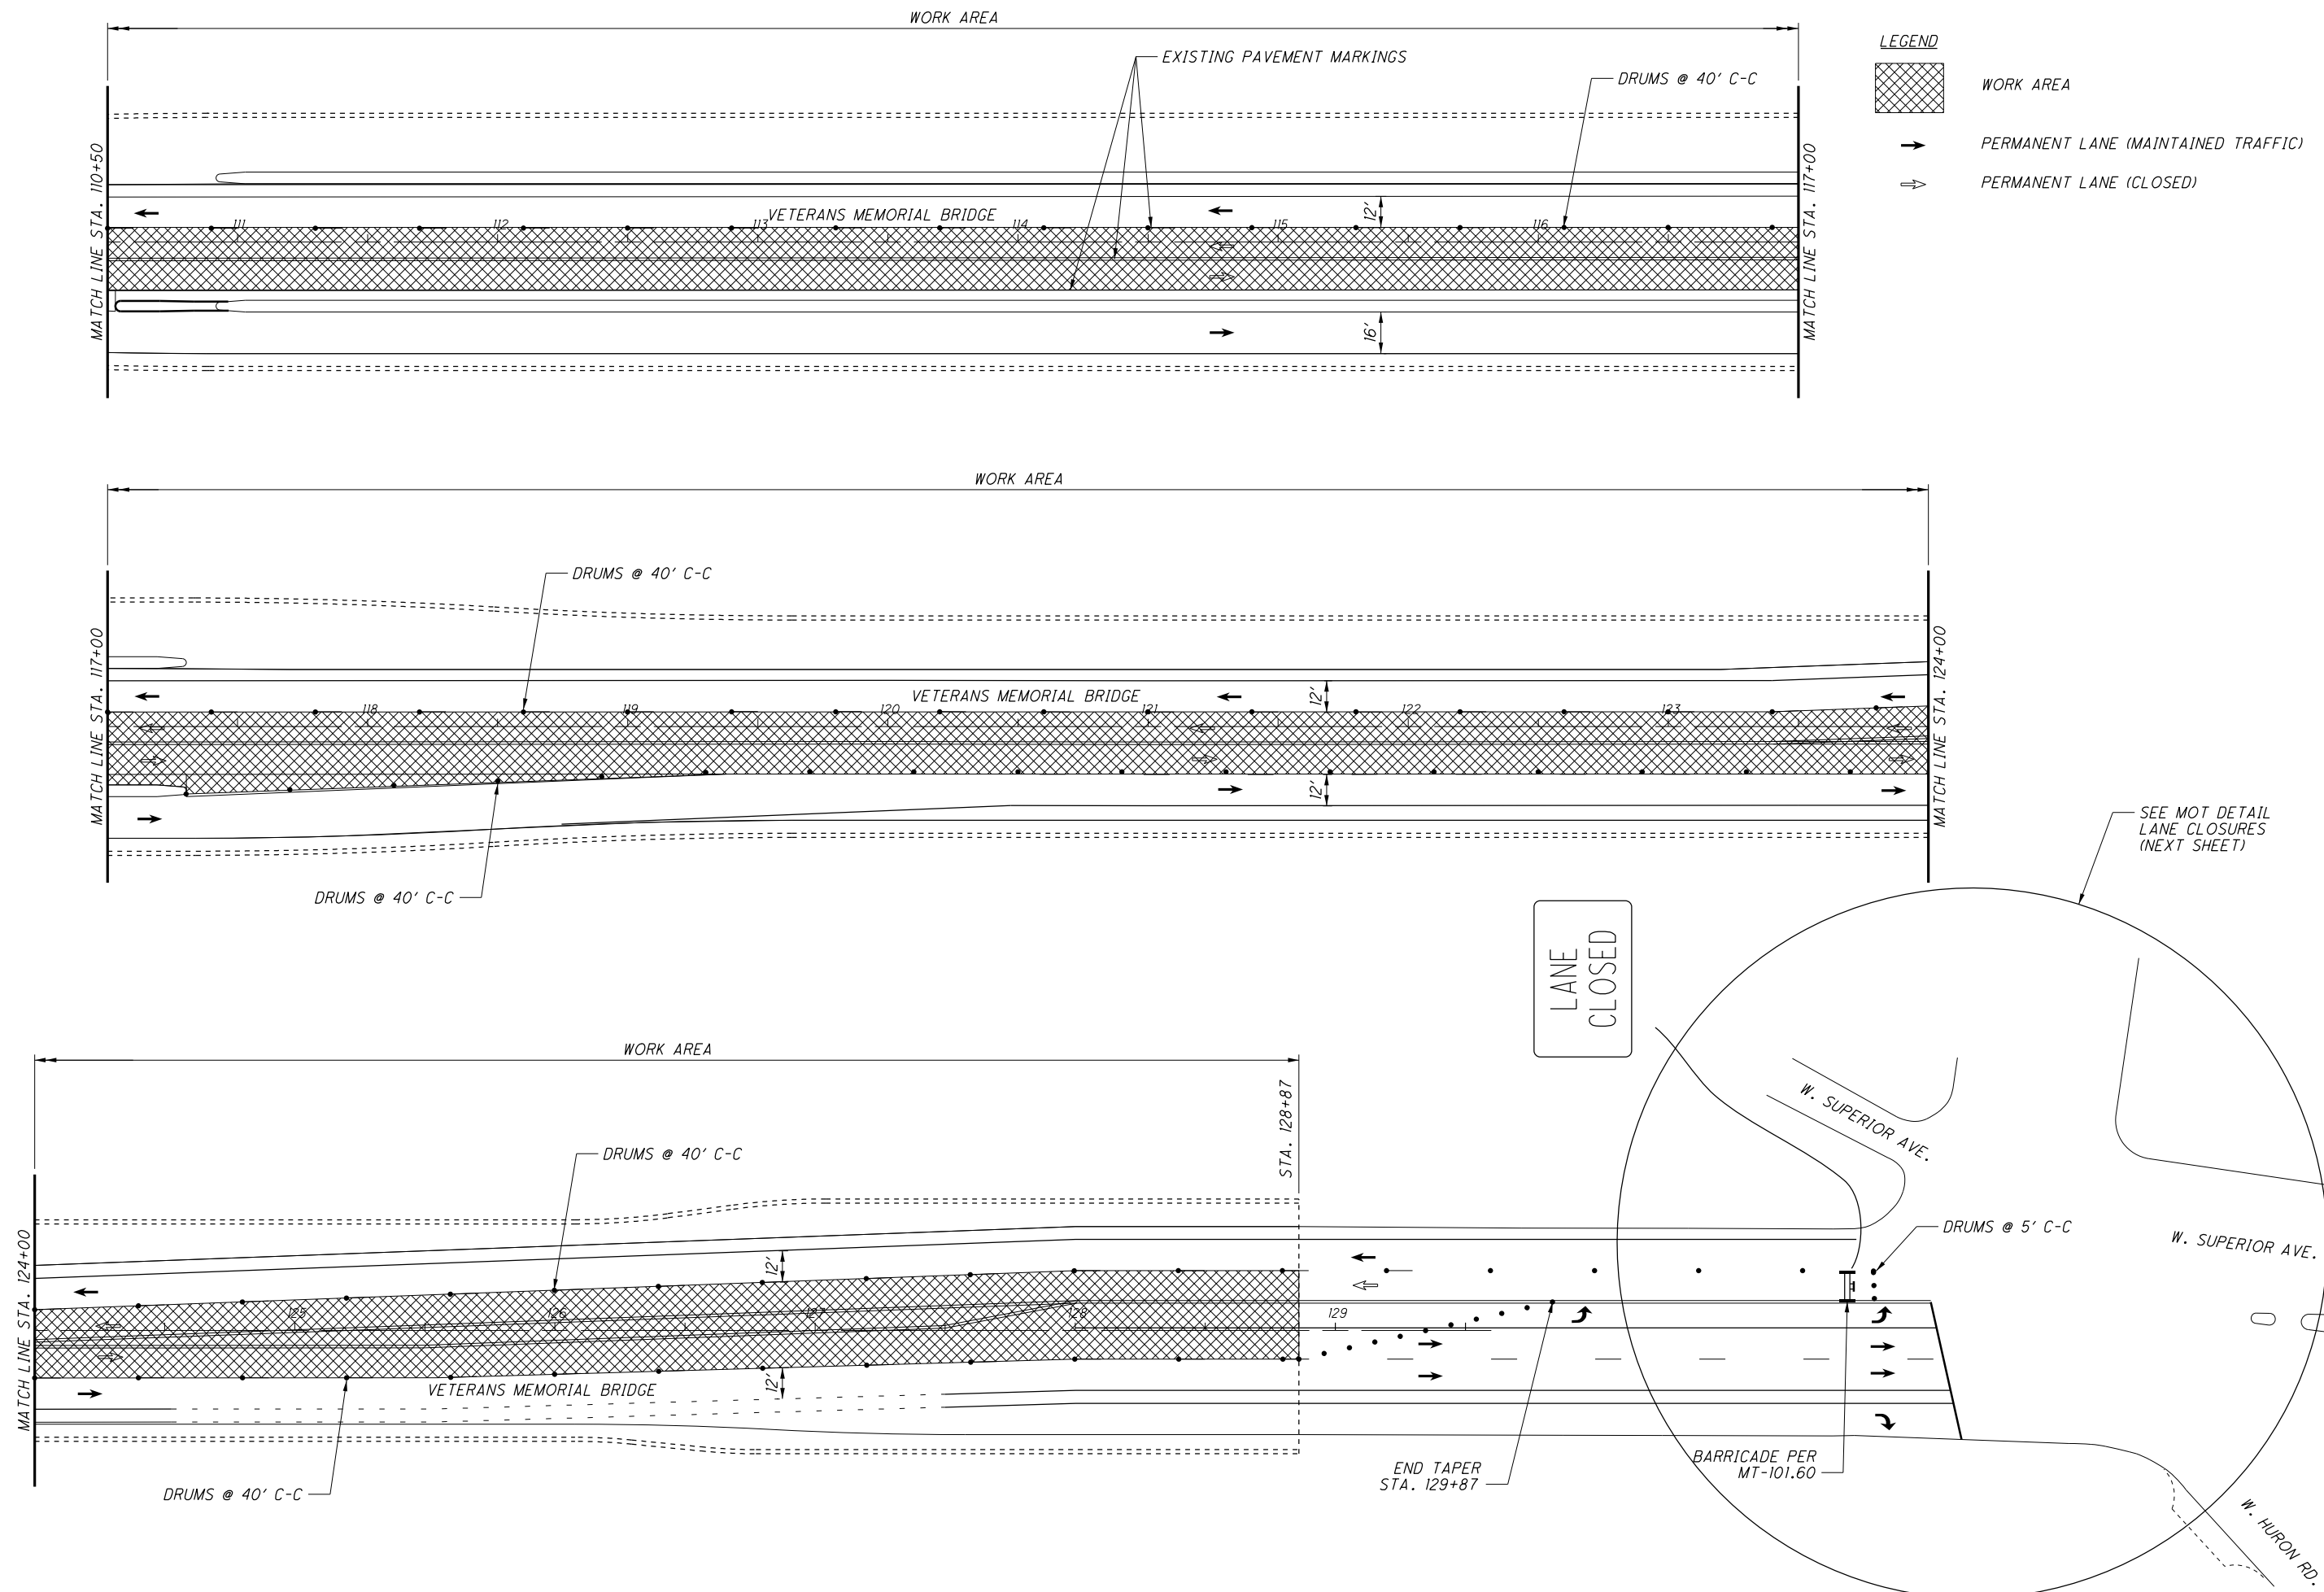 WORK AREA
EXISTING PAVEMENT MARKINGS
DRUMS @ 40' C-C
LEGEND
WORK AREA
PERMANENT LANE (MAINTAINED TRAFFIC)
PERMANENT LANE (CLOSED)
MATCH LINE STA. 110+50
MATCH LINE STA. 117+00
VETERANS MEMORIAL BRIDGE
111
112
113
114
115
116
12'
16'
WORK AREA
DRUMS @ 40' C-C
MATCH LINE STA. 117+00
MATCH LINE STA. 124+00
VETERANS MEMORIAL BRIDGE
118
119
120
121
122
123
12'
12'
DRUMS @ 40' C-C
SEE MOT DETAIL
LANE CLOSURES
(NEXT SHEET)
LANE
CLOSED
WORK AREA
STA. 128+87
DRUMS @ 40' C-C
W. SUPERIOR AVE.
DRUMS @ 5' C-C
W. SUPERIOR AVE.
MATCH LINE STA. 124+00
12'
125
126
127
128
129
12'
VETERANS MEMORIAL BRIDGE
DRUMS @ 40' C-C
END TAPER
STA. 129+87
BARRICADE PER
MT-101.60
W. HURON RD.